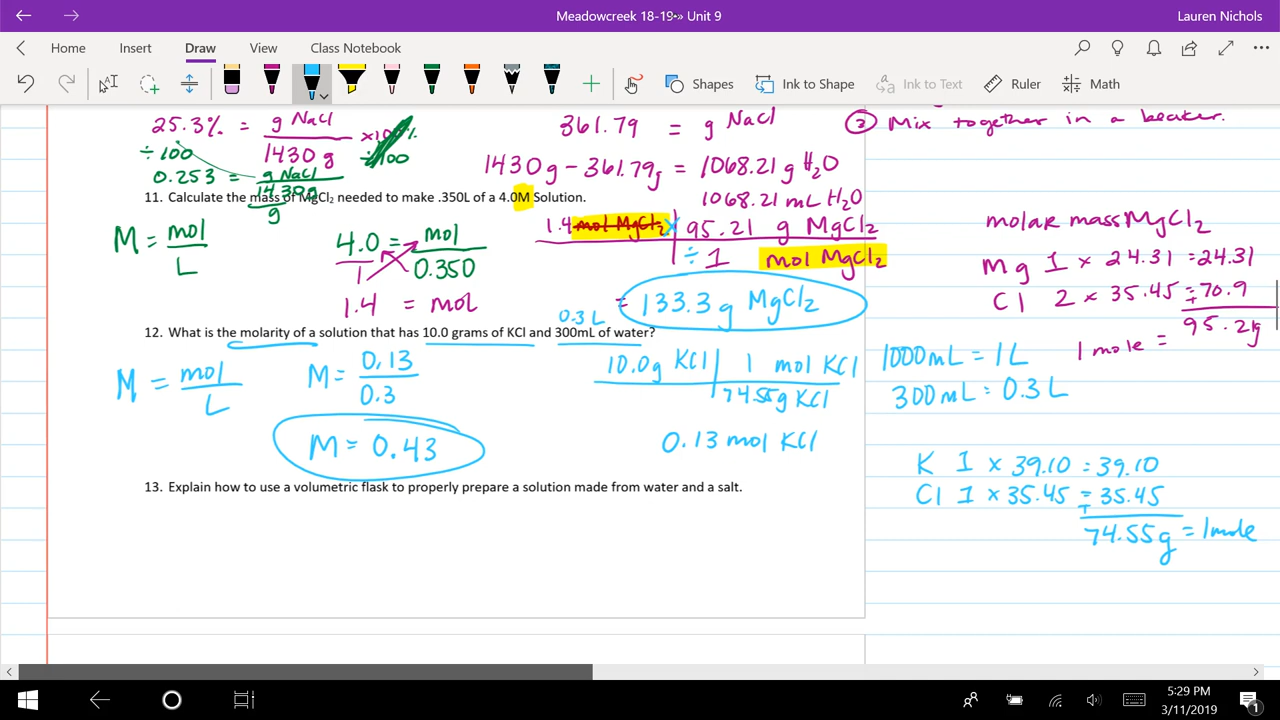 Meadowcreek 18-19 » Unit 9
Lauren Nichols
Home Insert Draw View Class Notebook
Shapes Ink to Shape Ink to Text Ruler Math
25.3% = g NaCl / 1430 g
÷100
÷100
0.253 = g NaCl / 1430g
361.79 = g NaCl
1430g - 361.79g = 1068.21 g H₂O
1068.21 mL H₂O
② Mix together in a beaker.
11. Calculate the mass of MgCl₂ needed to make .350L of a 4.0M Solution.
g
M = mol / L
4.0 / 1 = mol / 0.350
1.4 = mol
1.4 mol MgCl₂ x 95.21 g MgCl₂
÷ 1 mol MgCl₂
= 133.3 g MgCl₂
molar mass MgCl₂
Mg 1 x 24.31 = 24.31
Cl 2 x 35.45 = +70.9
1 mole = 95.21g
0.3 L
12. What is the molarity of a solution that has 10.0 grams of KCl and 300mL of water?
M = mol / L
M = 0.13 / 0.3
M = 0.43
10.0g KCl 1 mol KCl
74.55g KCl
0.13 mol KCl
1000mL = 1L
300mL = 0.3L
K 1 x 39.10 = 39.10
Cl 1 x 35.45 = + 35.45
74.55g = 1mole
13. Explain how to use a volumetric flask to properly prepare a solution made from water and a salt.
5:29 PM
3/11/2019
1